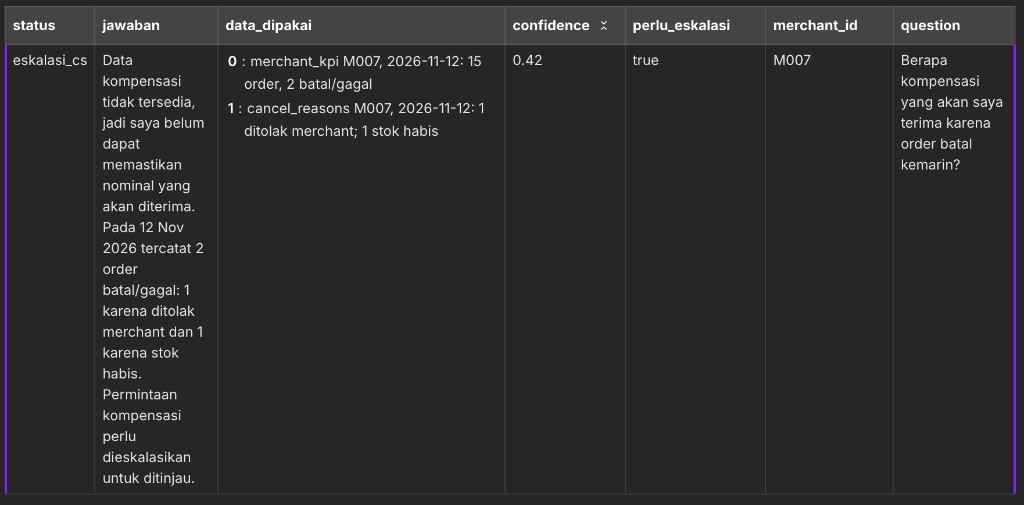 status
jawaban
data_dipakai
confidence
perlu_eskalasi
merchant_id
question
eskalasi_cs
Data
kompensasi
tidak tersedia,
jadi saya belum
dapat
memastikan
nominal yang
akan diterima.
Pada 12 Nov
2026 tercatat 2
order
batal/gagal: 1
karena ditolak
merchant dan 1
karena stok
habis.
Permintaan
kompensasi
perlu
dieskalasikan
untuk ditinjau.
0 : merchant_kpi M007, 2026-11-12: 15
order, 2 batal/gagal
1 : cancel_reasons M007, 2026-11-12: 1
ditolak merchant; 1 stok habis
0.42
true
M007
Berapa
kompensasi
yang akan saya
terima karena
order batal
kemarin?